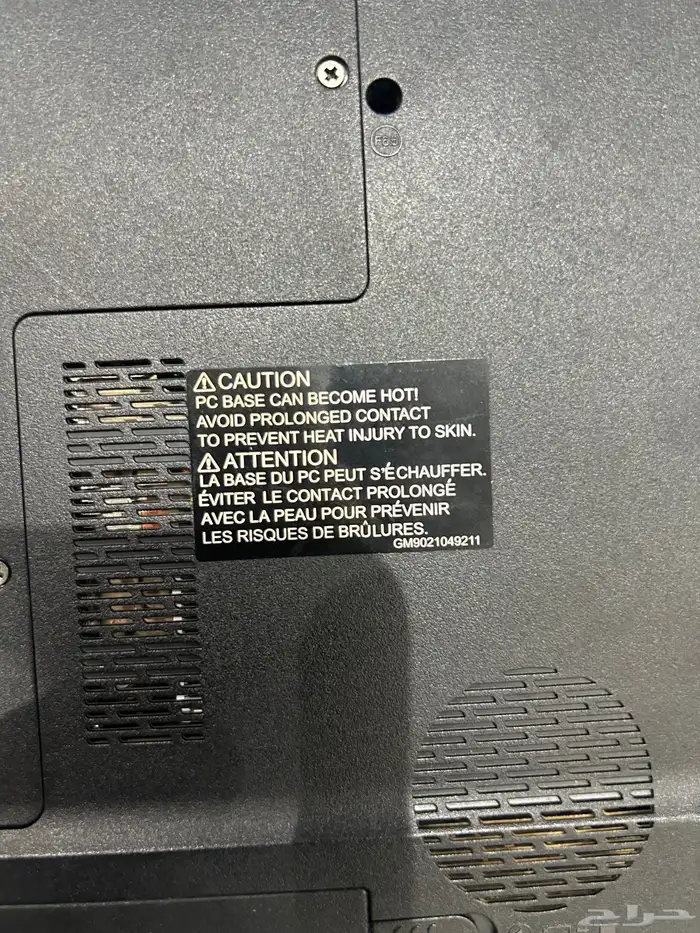 CAUTION
PC BASE CAN BECOME HOT!
AVOID PROLONGED CONTACT
TO PREVENT HEAT INJURY TO SKIN.
ATTENTION
LA BASE DU PC PEUT S'ÉCHAUFFER.
ÉVITER LE CONTACT PROLONGÉ
AVEC LA PEAU POUR PRÉVENIR
LES RISQUES DE BRÛLURES.
GM9021049211
حراج